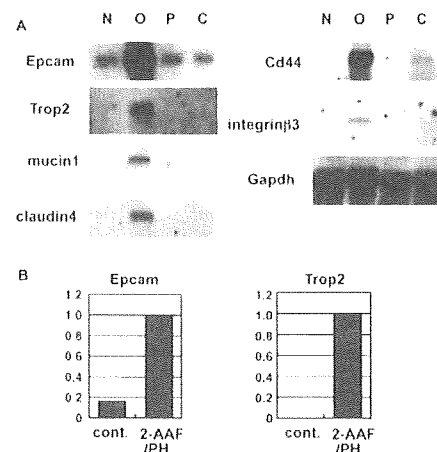 A
N O P C
Epcam
Trop2
mucin1
claudin4
Cd44
integrinβ3
Gapdh
N O P C
B
Epcam
1 2
1 0
0 8
0 6
0 4
0 2
0
cont. 2-AAF
/PH
Trop2
1.2
1.0
0 8
0 6
0 4
0 2
0
cont. 2-AAF
/PH